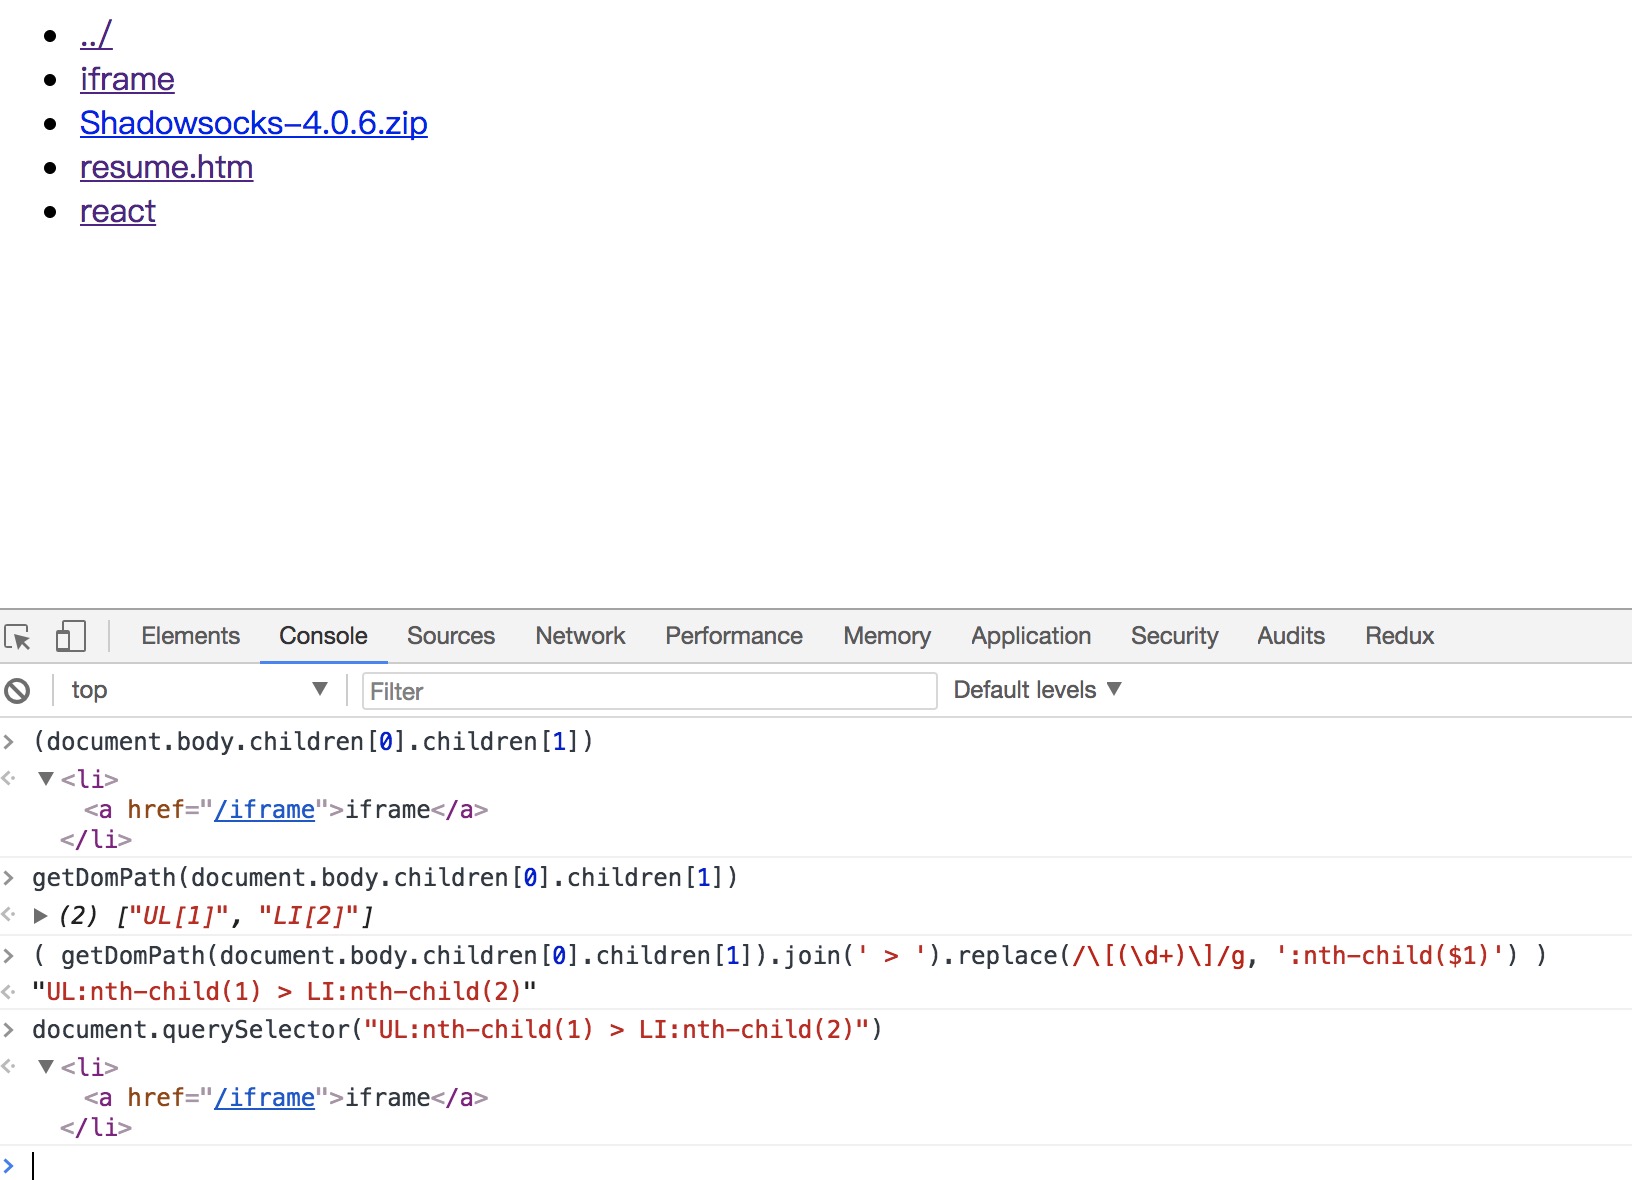 ../
iframe
Shadowsocks-4.0.6.zip
resume.htm
react
Elements Console Sources Network Performance Memory Application Security Audits Redux
top ▼ Filter Default levels ▼
> (document.body.children[0].children[1])
<· ▼ <li>
<a href="/iframe">iframe</a>
</li>
> getDomPath(document.body.children[0].children[1])
<· ▶ (2) ["UL[1]", "LI[2]"]
> ( getDomPath(document.body.children[0].children[1]).join(' > ').replace(/\[(\d+)\]/g, ':nth-child($1)') )
<· "UL:nth-child(1) > LI:nth-child(2)"
> document.querySelector("UL:nth-child(1) > LI:nth-child(2)")
<· ▼ <li>
<a href="/iframe">iframe</a>
</li>
>